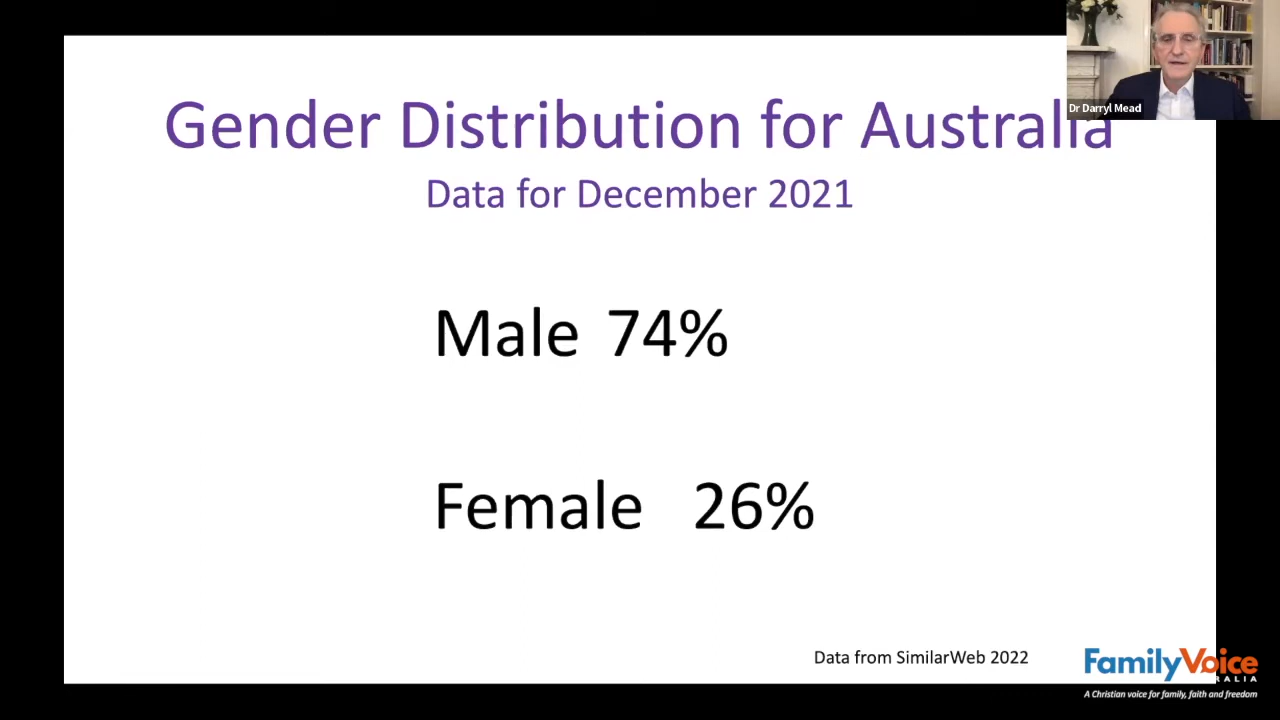 Dr Darryl Mead
Gender Distribution for Australia
Data for December 2021
Male 74%
Female 26%
Data from SimilarWeb 2022
FamilyVoice
RALIA
A Christian voice for family, faith and freedom